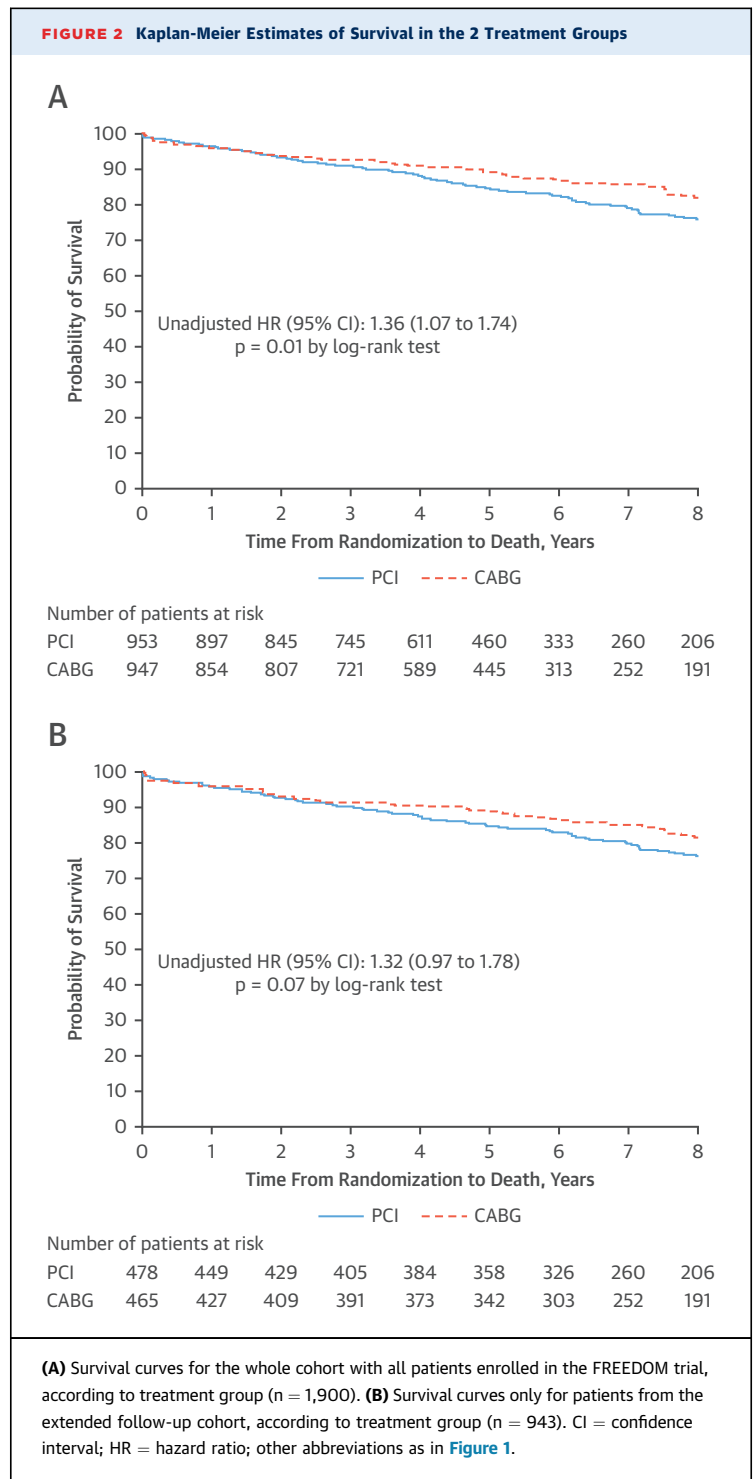 FIGURE 2 Kaplan-Meier Estimates of Survival in the 2 Treatment Groups
A
Probability of Survival
100
90
80
70
60
50
40
30
20
10
0
Unadjusted HR (95% CI): 1.36 (1.07 to 1.74)
p = 0.01 by log-rank test
0 1 2 3 4 5 6 7 8
Time From Randomization to Death, Years
PCI CABG
Number of patients at risk
PCI 953 897 845 745 611 460 333 260 206
CABG 947 854 807 721 589 445 313 252 191
B
Probability of Survival
100
90
80
70
60
50
40
30
20
10
0
Unadjusted HR (95% CI): 1.32 (0.97 to 1.78)
p = 0.07 by log-rank test
0 1 2 3 4 5 6 7 8
Time From Randomization to Death, Years
PCI CABG
Number of patients at risk
PCI 478 449 429 405 384 358 326 260 206
CABG 465 427 409 391 373 342 303 252 191
(A) Survival curves for the whole cohort with all patients enrolled in the FREEDOM trial,
according to treatment group (n = 1,900). (B) Survival curves only for patients from the
extended follow-up cohort, according to treatment group (n = 943). CI = confidence
interval; HR = hazard ratio; other abbreviations as in Figure 1.